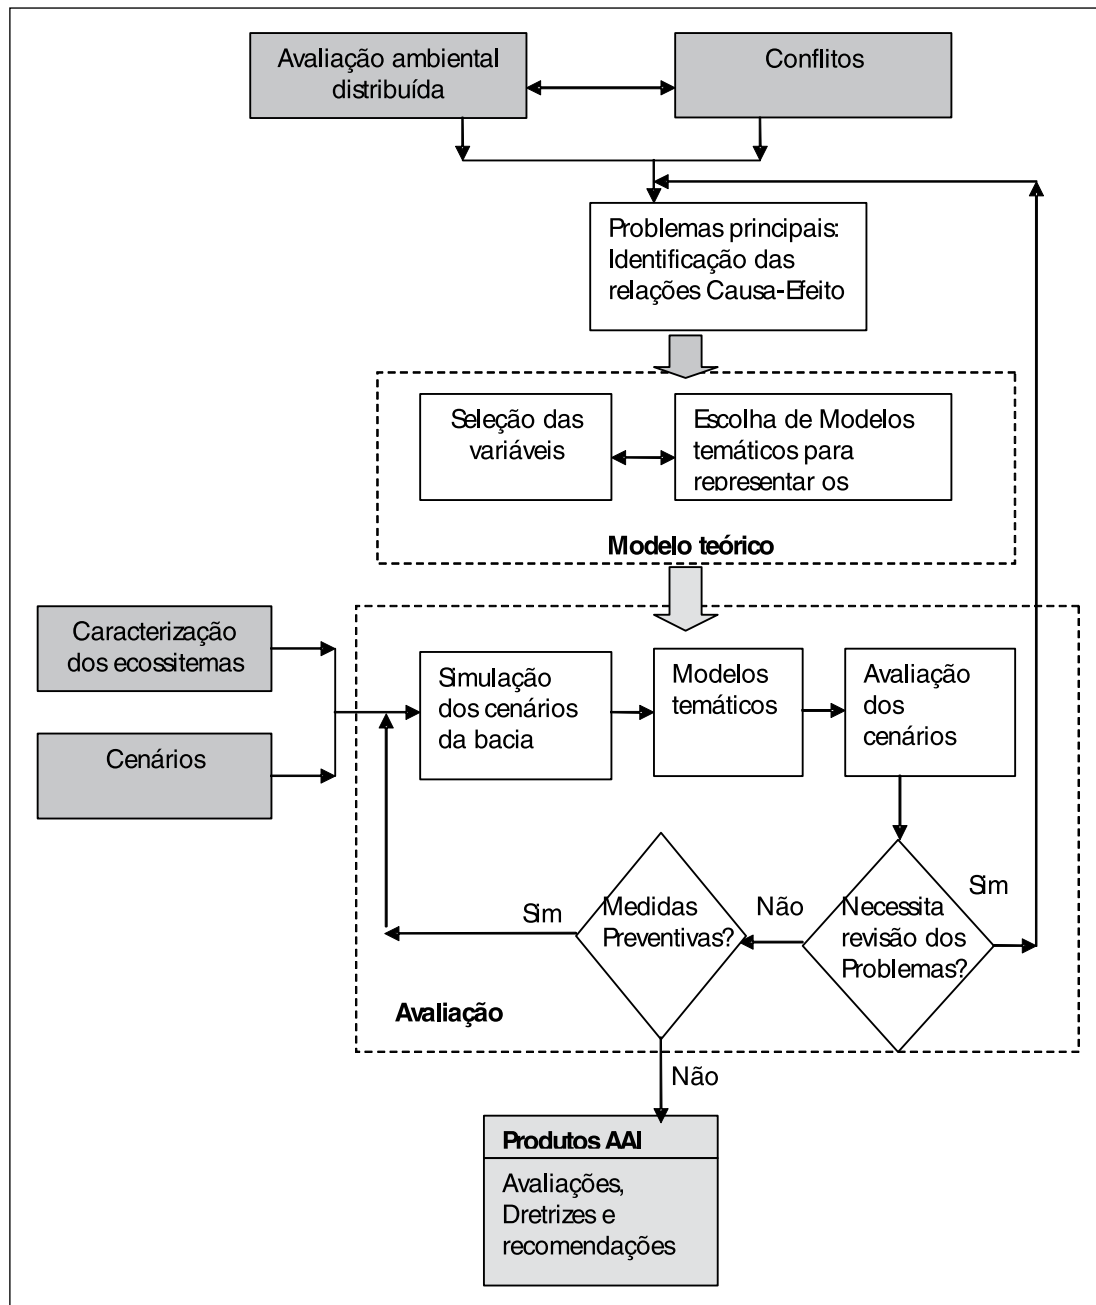 Avaliação ambiental
distribuída
Conflitos
Problemas principais:
Identificação das
relações Causa-Efeito
Seleção das
variáveis
Escolha de Modelos
temáticos para
representar os
Modelo teórico
Caracterização
dos ecossitemas
Cenários
Simulação
dos cenários
da bacia
Modelos
temáticos
Avaliação
dos
cenários
Sim
Medidas
Preventivas?
Não
Necessita
revisão dos
Problemas?
Sim
Avaliação
Não
Produtos AAI
Avaliações,
Dretrizes e
recomendações